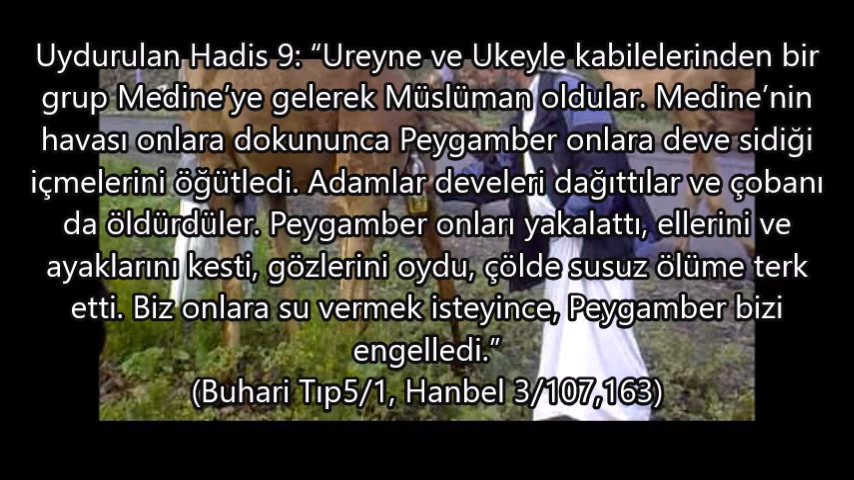 Uydurulan Hadis 9: “Ureyne ve Ukeyle kabilelerinden bir
grup Medine’ye gelerek Müslüman oldular. Medine’nin
havası onlara dokununca Peygamber onlara deve sidiği
içmelerini öğütledi. Adamlar develeri dağıttılar ve çobanı
da öldürdüler. Peygamber onları yakalattı, ellerini ve
ayaklarını kesti, gözlerini oydu, çölde susuz ölüme terk
etti. Biz onlara su vermek isteyince, Peygamber bizi
engelledi.”
(Buhari Tıp5/1, Hanbel 3/107,163)